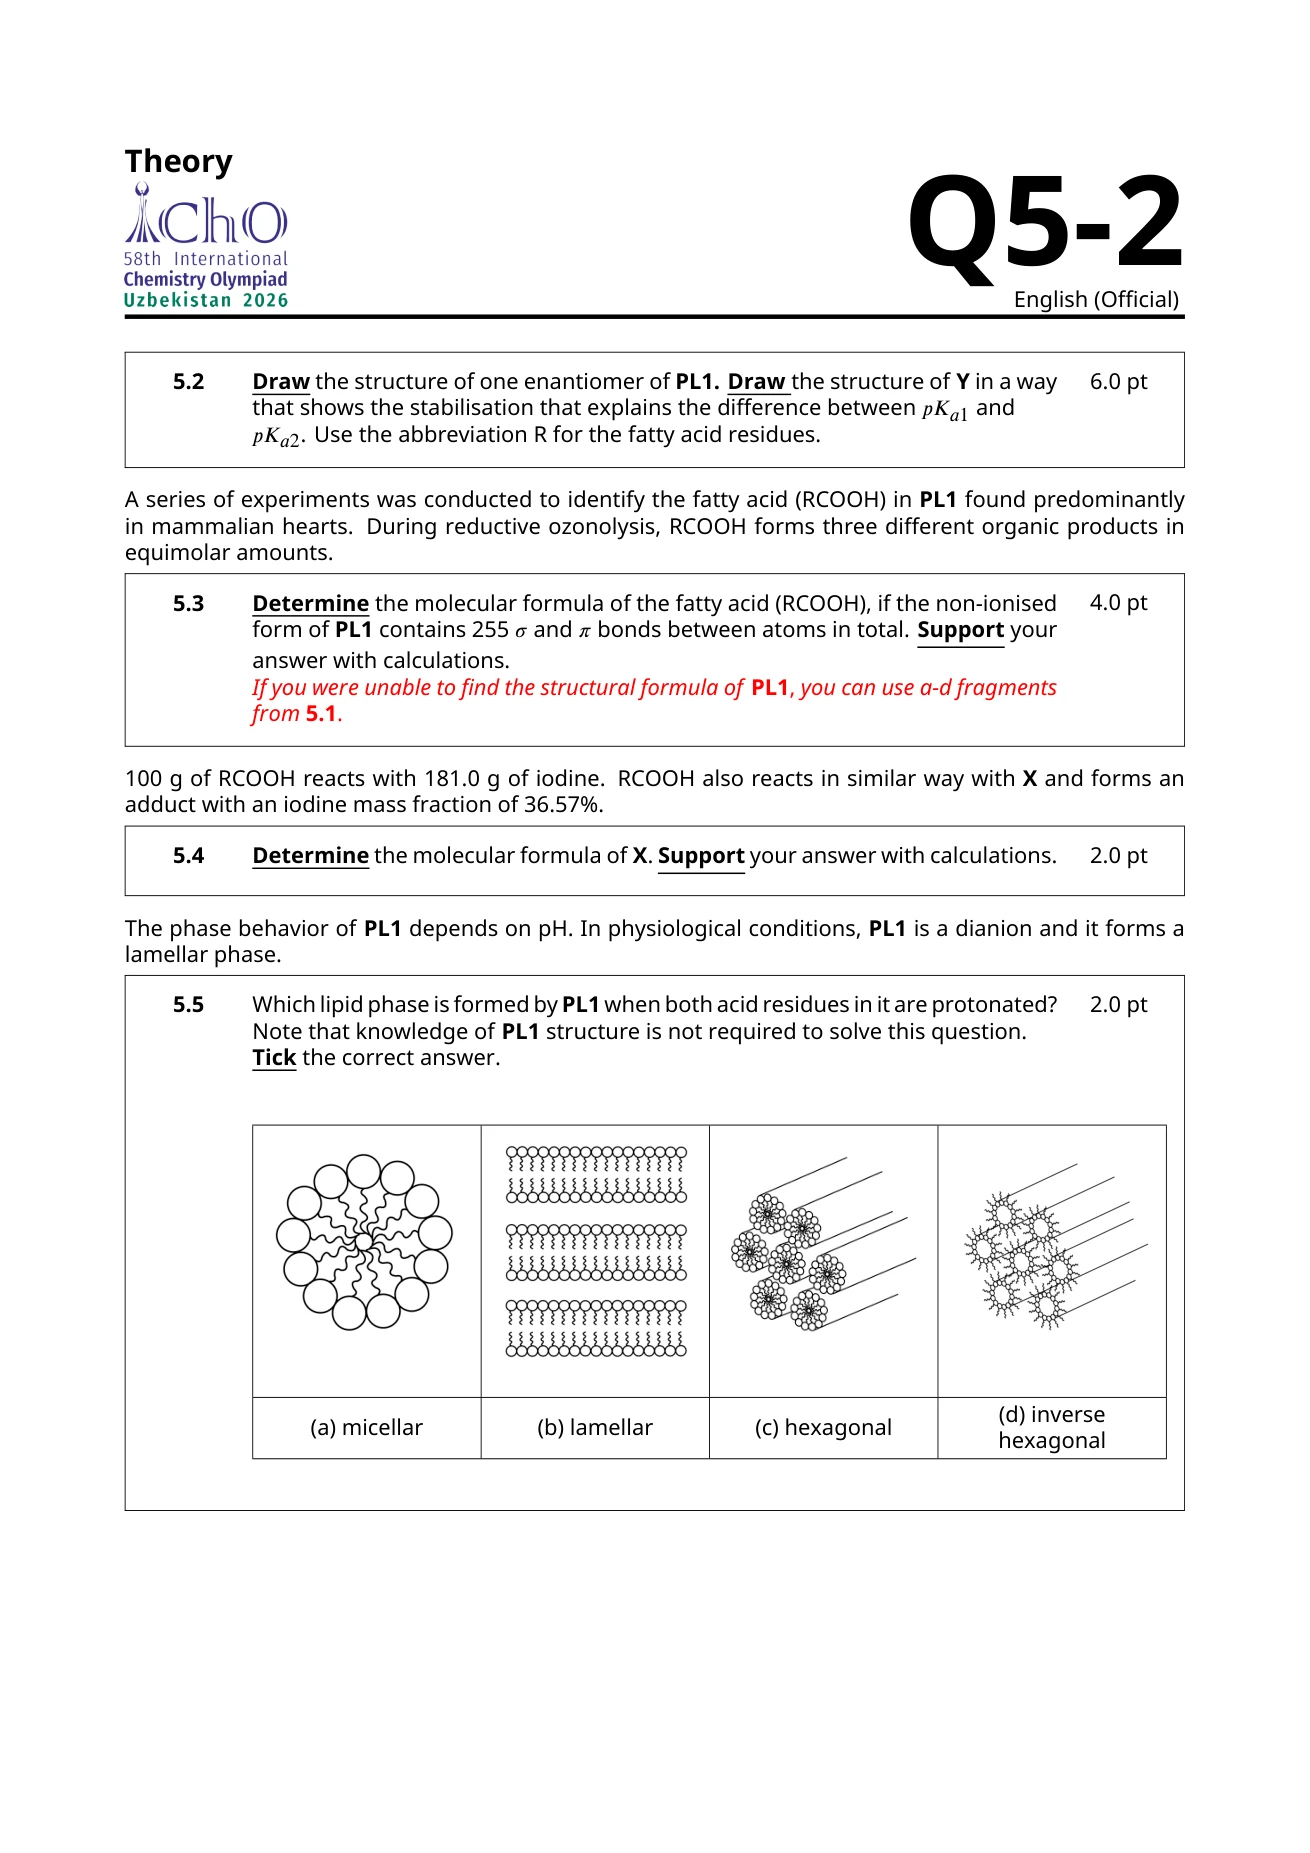 Theory
IChO
58th International
Chemistry Olympiad
Uzbekistan 2026
Q5-2
English (Official)
5.2 Draw the structure of one enantiomer of PL1. Draw the structure of Y in a way 6.0 pt
that shows the stabilisation that explains the difference between pKa1 and
pKa2. Use the abbreviation R for the fatty acid residues.
A series of experiments was conducted to identify the fatty acid (RCOOH) in PL1 found predominantly
in mammalian hearts. During reductive ozonolysis, RCOOH forms three different organic products in
equimolar amounts.
5.3 Determine the molecular formula of the fatty acid (RCOOH), if the non-ionised 4.0 pt
form of PL1 contains 255 σ and π bonds between atoms in total. Support your
answer with calculations.
If you were unable to find the structural formula of PL1, you can use a-d fragments
from 5.1.
100 g of RCOOH reacts with 181.0 g of iodine. RCOOH also reacts in similar way with X and forms an
adduct with an iodine mass fraction of 36.57%.
5.4 Determine the molecular formula of X. Support your answer with calculations. 2.0 pt
The phase behavior of PL1 depends on pH. In physiological conditions, PL1 is a dianion and it forms a
lamellar phase.
5.5 Which lipid phase is formed by PL1 when both acid residues in it are protonated? 2.0 pt
Note that knowledge of PL1 structure is not required to solve this question.
Tick the correct answer.
(a) micellar
(b) lamellar
(c) hexagonal
(d) inverse
hexagonal